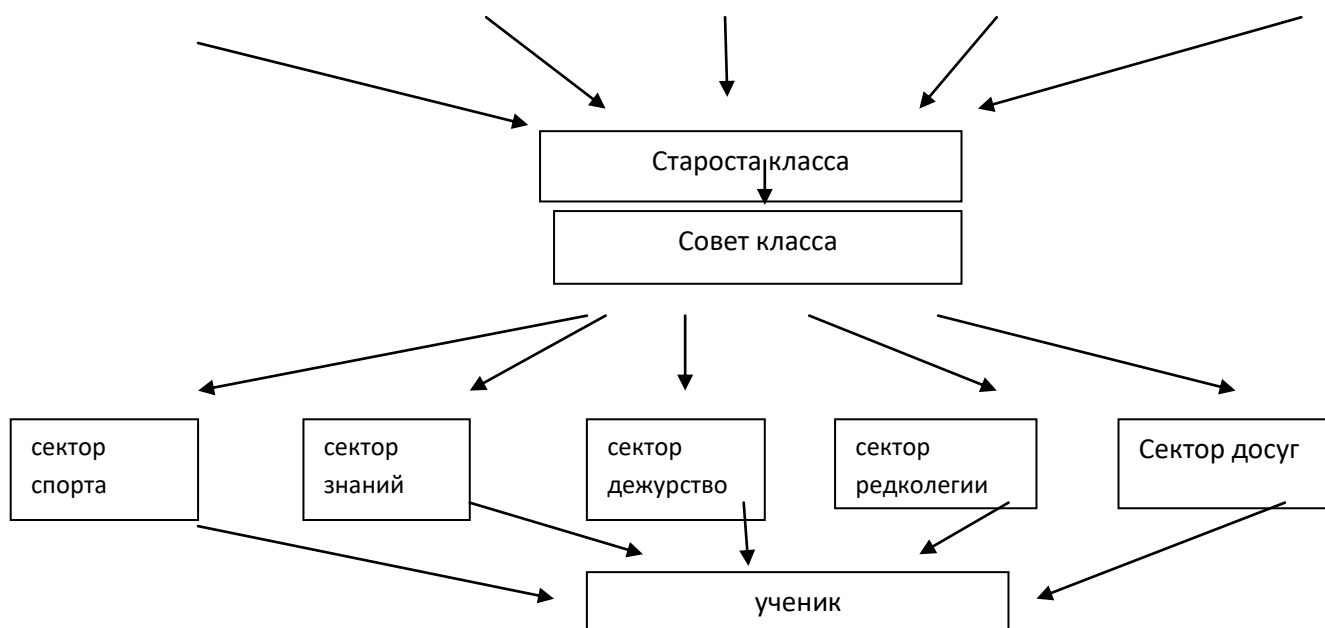 Староста класса
Совет класса
сектор
спорта
сектор
знаний
сектор
дежурство
сектор
редколегии
Сектор досуг
ученик